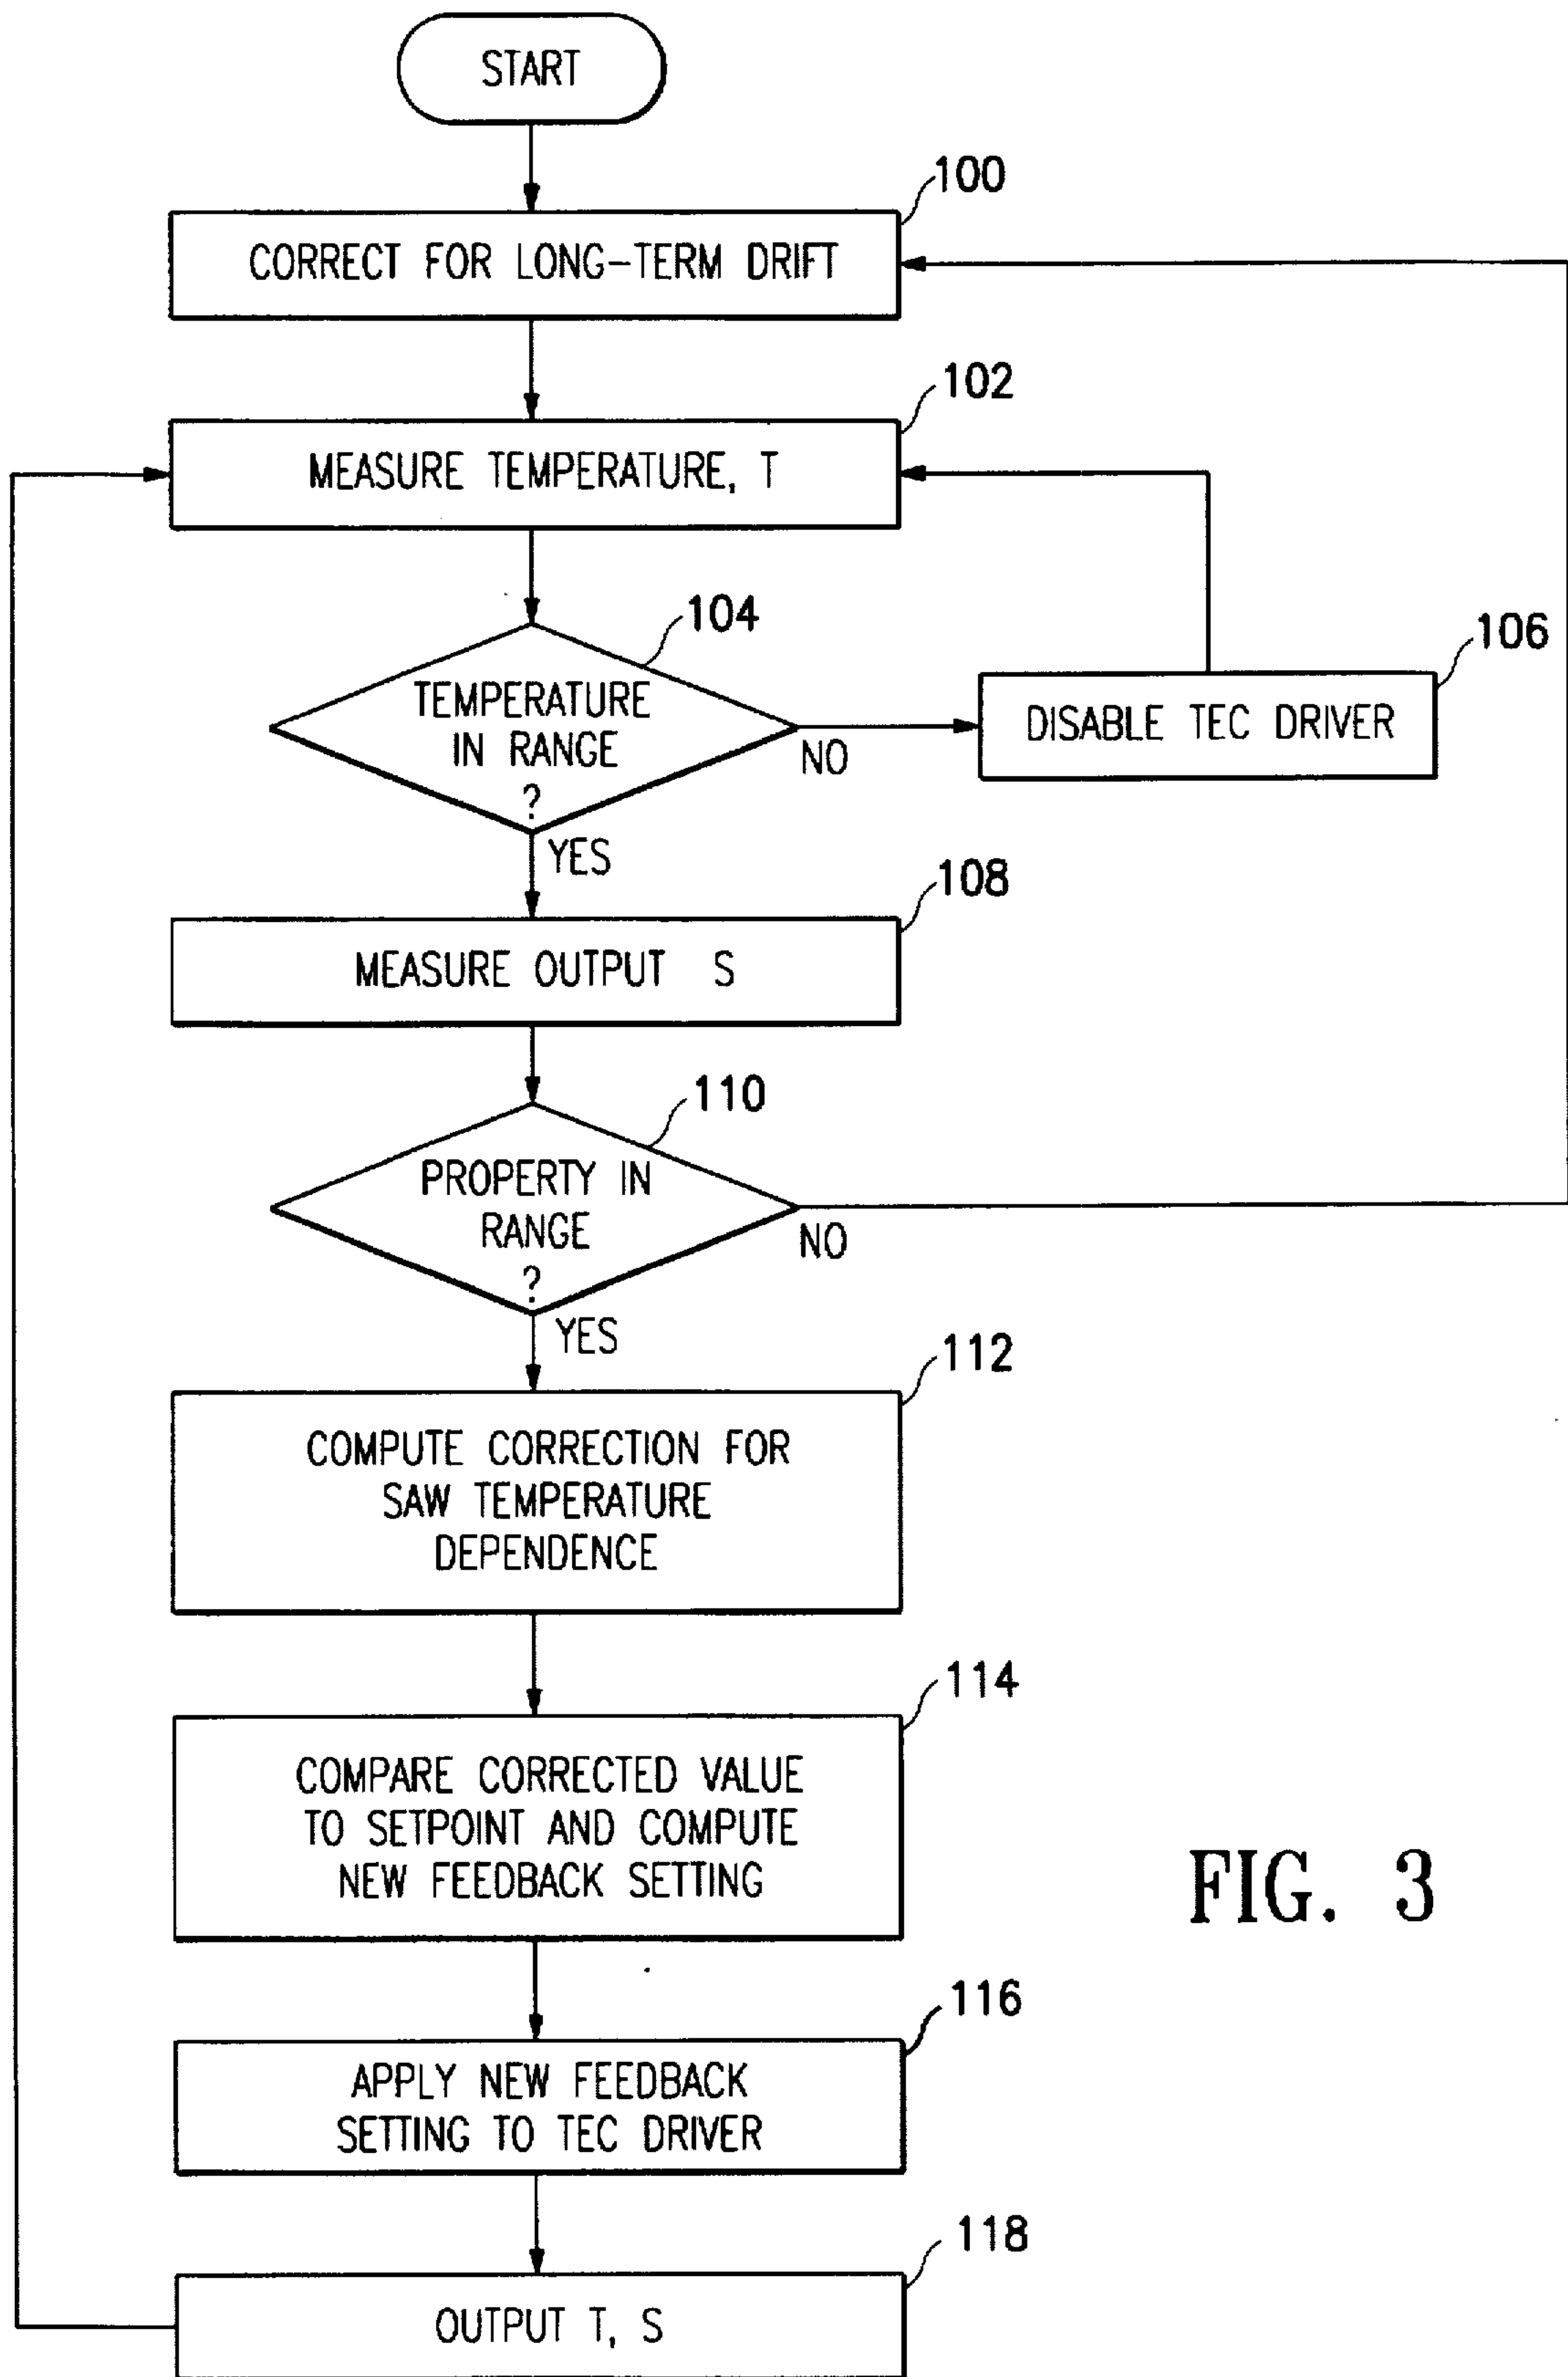 START
100
CORRECT FOR LONG-TERM DRIFT
102
MEASURE TEMPERATURE, T
104
TEMPERATURE
IN RANGE
?
NO
YES
106
DISABLE TEC DRIVER
108
MEASURE OUTPUT S
110
PROPERTY IN
RANGE
?
NO
YES
112
COMPUTE CORRECTION FOR
SAW TEMPERATURE
DEPENDENCE
114
COMPARE CORRECTED VALUE
TO SETPOINT AND COMPUTE
NEW FEEDBACK SETTING
116
APPLY NEW FEEDBACK
SETTING TO TEC DRIVER
118
OUTPUT T, S
FIG. 3